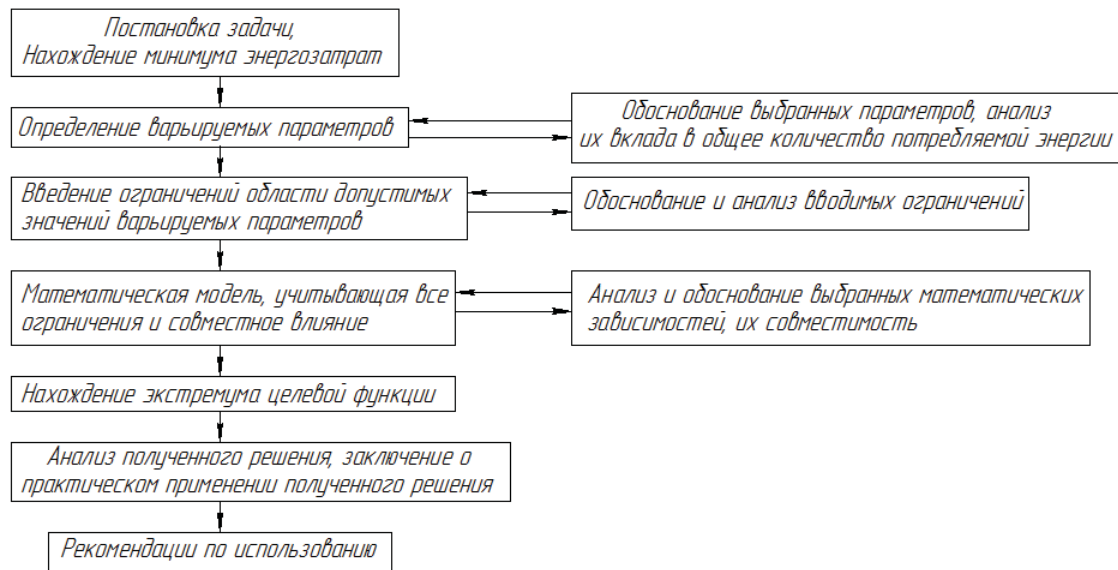 Постановка задачи,
Нахождение минимума энергозатрат
Определение варьируемых параметров
Обоснование выбранных параметров, анализ
их вклада в общее количество потребляемой энергии
Введение ограничений области допустимых
значений варьируемых параметров
Обоснование и анализ вводимых ограничений
Математическая модель, учитывающая все
ограничения и совместное влияние
Анализ и обоснование выбранных математических
зависимостей, их совместимость
Нахождение экстремума целевой функции
Анализ полученного решения, заключение о
практическом применении полученного решения
Рекомендации по использованию